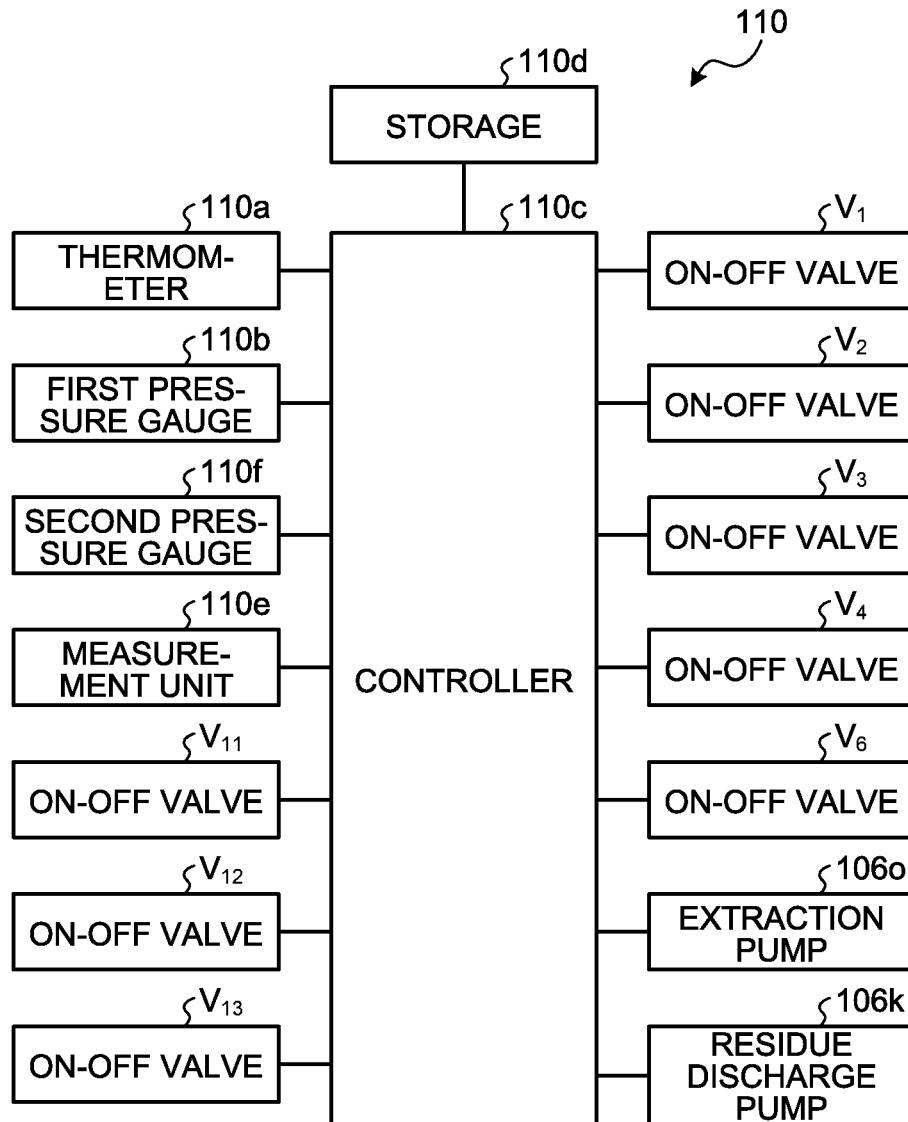 110
110d
STORAGE
110a
THERMOM-
ETER
110b
FIRST PRES-
SURE GAUGE
110f
SECOND PRES-
SURE GAUGE
110e
MEASURE-
MENT UNIT
V11
ON-OFF VALVE
V12
ON-OFF VALVE
V13
ON-OFF VALVE
110c
CONTROLLER
V1
ON-OFF VALVE
V2
ON-OFF VALVE
V3
ON-OFF VALVE
V4
ON-OFF VALVE
V6
ON-OFF VALVE
106o
EXTRACTION
PUMP
106k
RESIDUE
DISCHARGE
PUMP